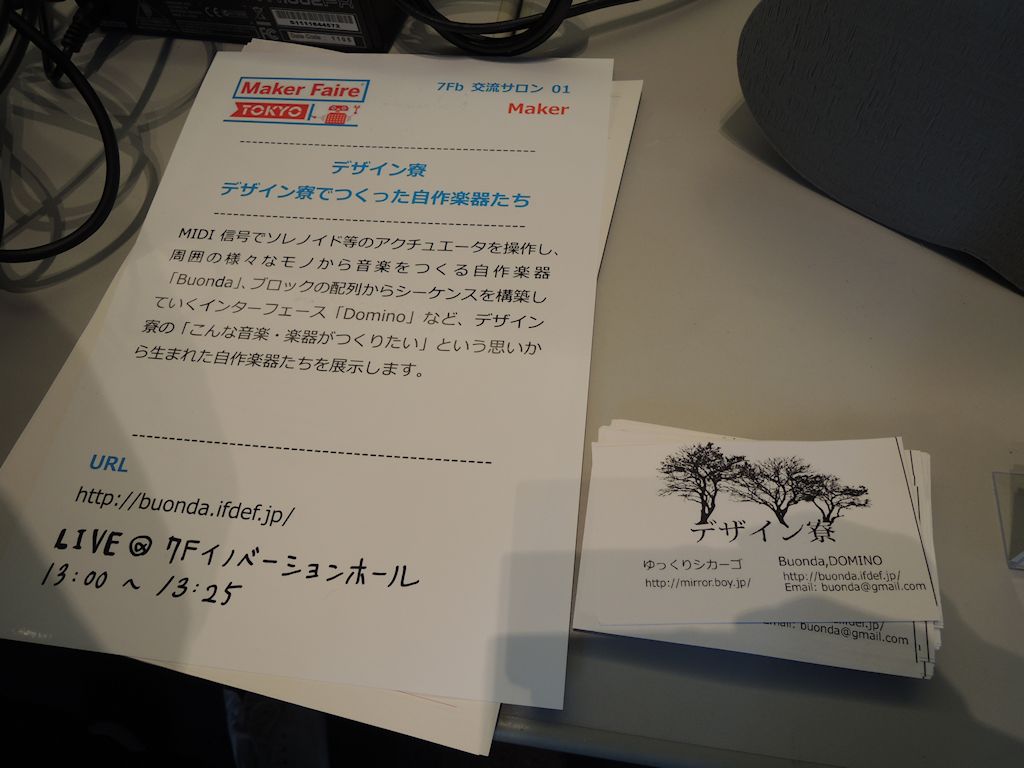 S1111644572
Date Code : 1105
Maker Faire
TOKYO
7Fb 交流サロン 01
Maker
デザイン寮
デザイン寮でつくった自作楽器たち
MIDI 信号でソレノイド等のアクチュエータを操作し、
周囲の様々なモノから音楽をつくる自作楽器
「Buonda」、ブロックの配列からシーケンスを構築し
ていくインターフェース「Domino」など、デザイン
寮の「こんな音楽・楽器がつくりたい」という思いか
ら生まれた自作楽器たちを展示します。
URL
http://buonda.ifdef.jp/
LIVE @ 7Fイノベーションホール
13:00 ~ 13:25
デザイン寮
ゆっくりシカーゴ
http://mirror.boy.jp/
Buonda,DOMINO
http://buonda.ifdef.jp/
Email: buonda@gmail.com
Email: buonda@gmail.com